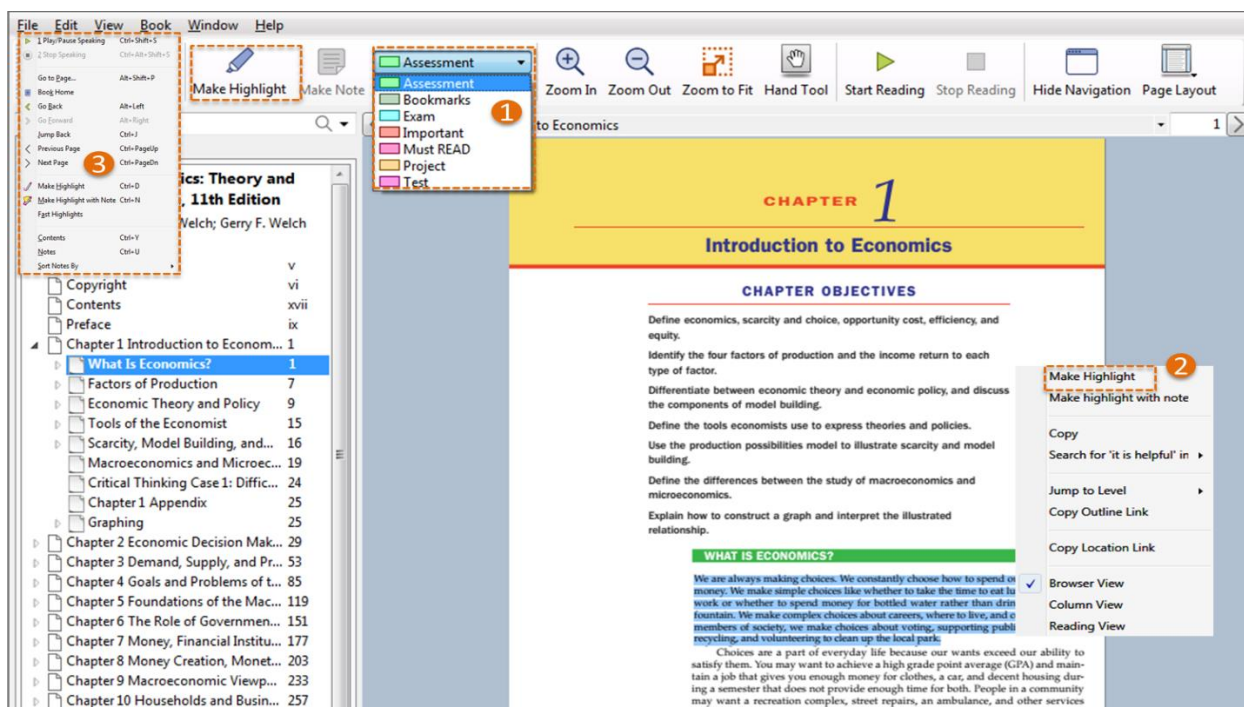 File Edit View Book Window Help
1 Play/Pause Speaking Ctrl+Shift+S
2 Stop Speaking Ctrl+Alt+Shift+S
Go to Page... Alt+Shift+P
Book Home
Go Back Alt+Left
Go Forward Alt+Right
Jump Back Ctrl+J
Previous Page Ctrl+PageUp
Next Page Ctrl+PageDn
3
Make Highlight Ctrl+D
Make Highlight with Note Ctrl+N
Fast Highlights
Contents Ctrl+Y
Notes Ctrl+U
Sort Notes By
Make Highlight
Make Note
Assessment
Assessment
Bookmarks
Exam
Important
Must READ
Project
Test
1
Zoom In Zoom Out Zoom to Fit Hand Tool Start Reading Stop Reading Hide Navigation Page Layout
to Economics 1
ics: Theory and
, 11th Edition
Welch; Gerry F. Welch
v
Copyright vi
Contents xvii
Preface ix
Chapter 1 Introduction to Econom... 1
What Is Economics? 1
Factors of Production 7
Economic Theory and Policy 9
Tools of the Economist 15
Scarcity, Model Building, and... 16
Macroeconomics and Microec... 19
Critical Thinking Case 1: Diffic... 24
Chapter 1 Appendix 25
Graphing 25
Chapter 2 Economic Decision Mak... 29
Chapter 3 Demand, Supply, and Pr... 53
Chapter 4 Goals and Problems of t... 85
Chapter 5 Foundations of the Mac... 119
Chapter 6 The Role of Governmen... 151
Chapter 7 Money, Financial Institu... 177
Chapter 8 Money Creation, Monet... 203
Chapter 9 Macroeconomic Viewp... 233
Chapter 10 Households and Busin... 257
CHAPTER 1
Introduction to Economics
CHAPTER OBJECTIVES
Define economics, scarcity and choice, opportunity cost, efficiency, and
equity.
Identify the four factors of production and the income return to each
type of factor.
Differentiate between economic theory and economic policy, and discuss
the components of model building.
Define the tools economists use to express theories and policies.
Use the production possibilities model to illustrate scarcity and model
building.
Define the differences between the study of macroeconomics and
microeconomics.
Explain how to construct a graph and interpret the illustrated
relationship.
WHAT IS ECONOMICS?
We are always making choices. We constantly choose how to spend
money. We make simple choices like whether to take the time to eat
work or whether to spend money for bottled water rather than
fountain. We make complex choices about careers, where to live, and
members of society, we make choices about voting, supporting
recycling, and volunteering to clean up the local park.
Choices are a part of everyday life because our wants exceed our ability to
satisfy them. You may want to achieve a high grade point average (GPA) and main-
tain a job that gives you enough money for clothes, a car, and decent housing dur-
ing a semester that does not provide enough time for both. People in a community
may want a recreation complex, street repairs, an ambulance, and other services
2
Make Highlight
Make highlight with note
Copy
Search for 'it is helpful' in
Jump to Level
Copy Outline Link
Copy Location Link
Browser View
Column View
Reading View